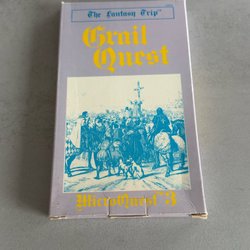 The Fantasy Trip
Grail
Quest
MicroQuest 3